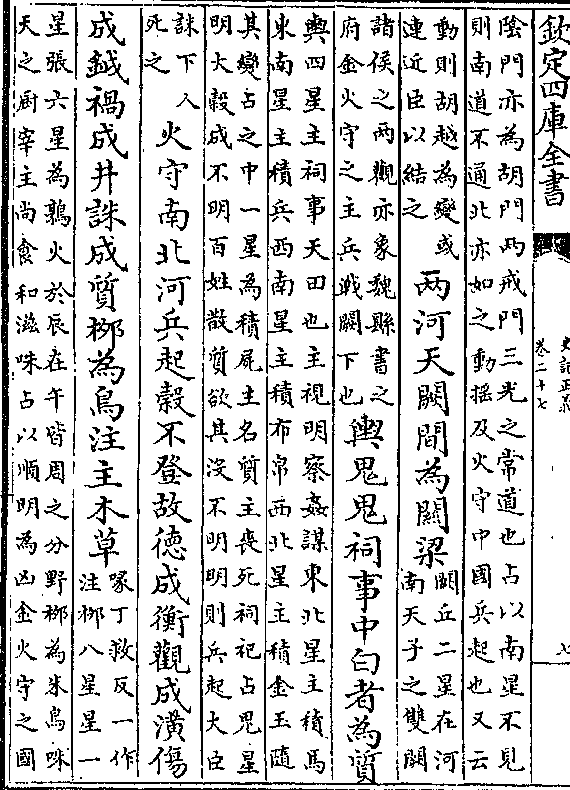 欽定四庫全書
史記正義
卷二十七
七
陰門亦為胡門兩戒門三光之常道也占以南星不見
則南道不通北亦如之動揺及火守中國兵起也又云
動則胡越為變或
連近臣以結之
兩河天闕間為闗梁
闕丘二星在河
南天子之雙闕
諸侯之兩觀亦象魏縣書之
府金火守之主兵戰闕下也
輿鬼鬼祠事中白者為質
輿四星主祠事天田也主視明察姦謀東北星主積馬
東南星主積兵西南星主積布帛西北星主積金玉隨
其變占之中一星為積屍主名質主喪死祠祀占鬼星
明大穀成不明百姓散質欲其沒不明明則兵起大臣
誅下人
死之
火守南北河兵起穀不登故德成衡觀成潢傷
成鉞禍成井誅成質栁為鳥注主木草
喙丁救反一作
注栁八星星一
星張六星為鶉火於辰在午皆周之分野栁為朱鳥咮
天之厨宰主尚食和滋味占以順明為凶金火守之國